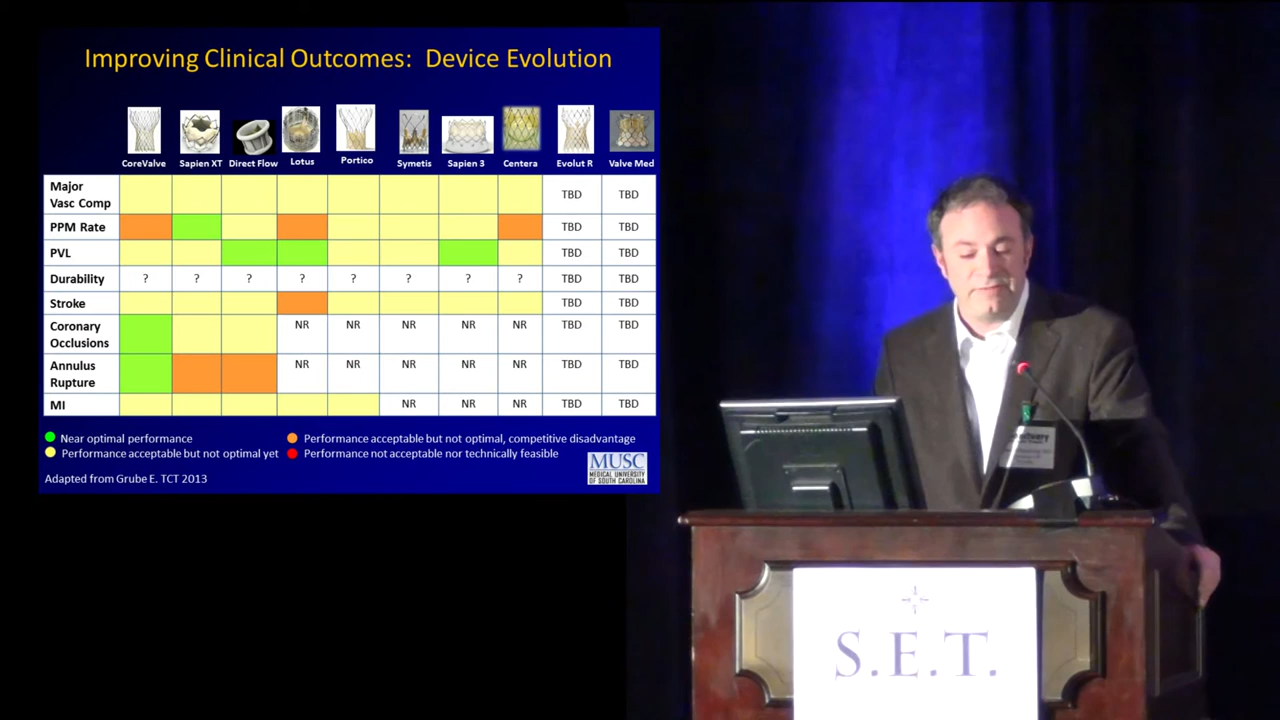 Improving Clinical Outcomes: Device Evolution
CoreValve Sapien XT Direct Flow Lotus Portico Symetis Sapien 3 Centera Evolut R Valve Med
Major
Vasc Comp TBD TBD
PPM Rate TBD TBD
PVL TBD TBD
Durability ? ? ? ? ? ? ? ? TBD TBD
Stroke TBD TBD
Coronary
Occlusions NR NR NR NR NR TBD TBD
Annulus
Rupture NR NR NR NR NR TBD TBD
MI NR NR NR TBD TBD
Near optimal performance
Performance acceptable but not optimal yet
Performance acceptable but not optimal, competitive disadvantage
Performance not acceptable nor technically feasible
Adapted from Grube E. TCT 2013
MUSC
MEDICAL UNIVERSITY
OF SOUTH CAROLINA
S.E.T.